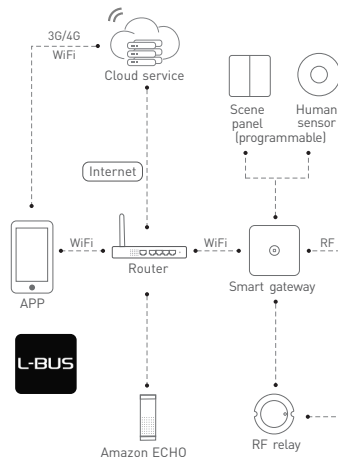 3G/4G
WiFi
Cloud service
Scene
panel
Human
sensor
(programmable)
Internet
WiFi
WiFi
RF
Router
Smart gateway
APP
L-BUS
Amazon ECHO
RF relay